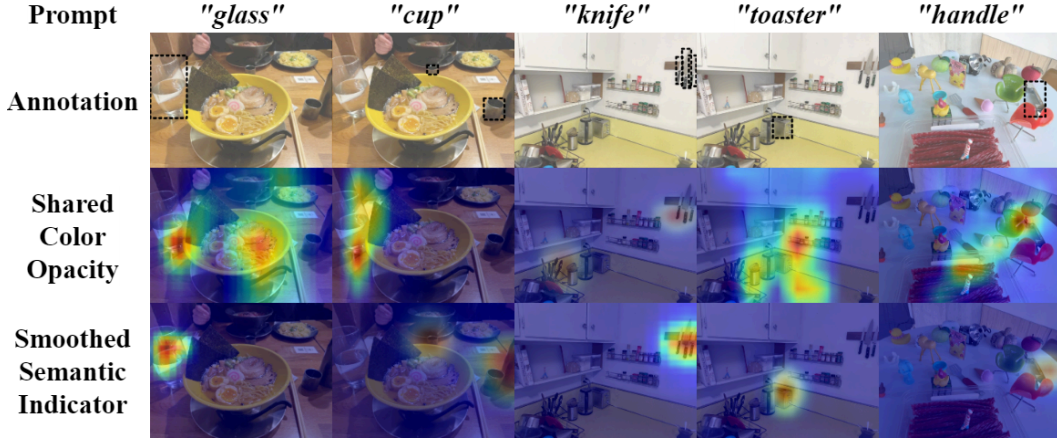 Prompt "glass" "cup" "knife" "toaster" "handle"
Annotation
Shared
Color
Opacity
Smoothed
Semantic
Indicator